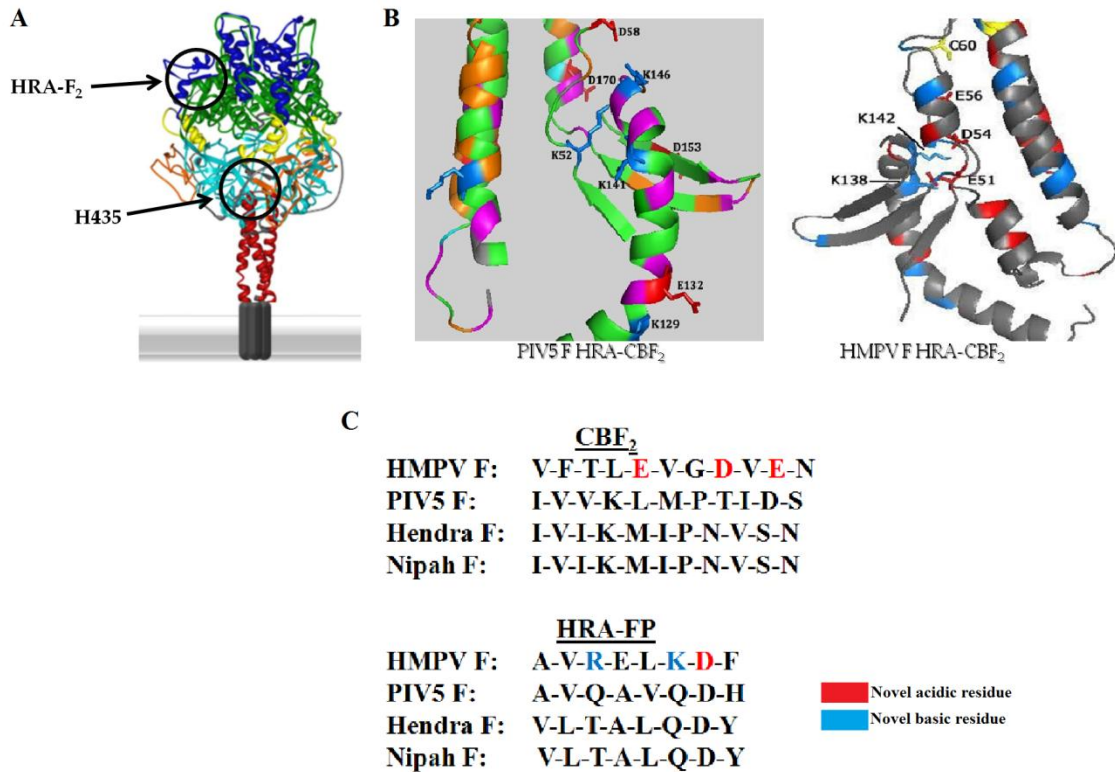 A
HRA-F2
H435
B
D58
K146
D170
K52
D153
K141
E132
K129
PIV5 F HRA-CBF2
C60
E56
K142
D54
K138
E51
HMPV F HRA-CBF2
C
CBF2
HMPV F: V-F-T-L-E-V-G-D-V-E-N
PIV5 F: I-V-V-K-L-M-P-T-I-D-S
Hendra F: I-V-I-K-M-I-P-N-V-S-N
Nipah F: I-V-I-K-M-I-P-N-V-S-N
HRA-FP
HMPV F: A-V-R-E-L-K-D-F
PIV5 F: A-V-Q-A-V-Q-D-H
Hendra F: V-L-T-A-L-Q-D-Y
Nipah F: V-L-T-A-L-Q-D-Y
Novel acidic residue
Novel basic residue